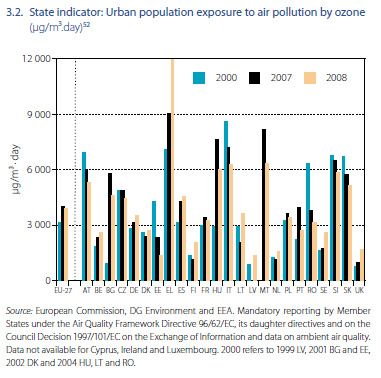 3.2. State indicator: Urban population exposure to air pollution by ozone
(µg/m³.day)⁵²
12 000
2000 2007 2008
9 000
µg/m³ · day
6 000
3 000
0
EU-27 AT BE BG CZ DE DK EE EL ES FI FR HU IT LT LV MT NL PL PT RO SE SI SK UK
Source: European Commission, DG Environment and EEA. Mandatory reporting by Member
States under the Air Quality Framework Directive 96/62/EC, its daughter directives and on the
Council Decision 1997/101/EC on the Exchange of Information and data on ambient air quality.
Data not available for Cyprus, Ireland and Luxembourg. 2000 refers to 1999 LV, 2001 BG and EE,
2002 DK and 2004 HU, LT and RO.